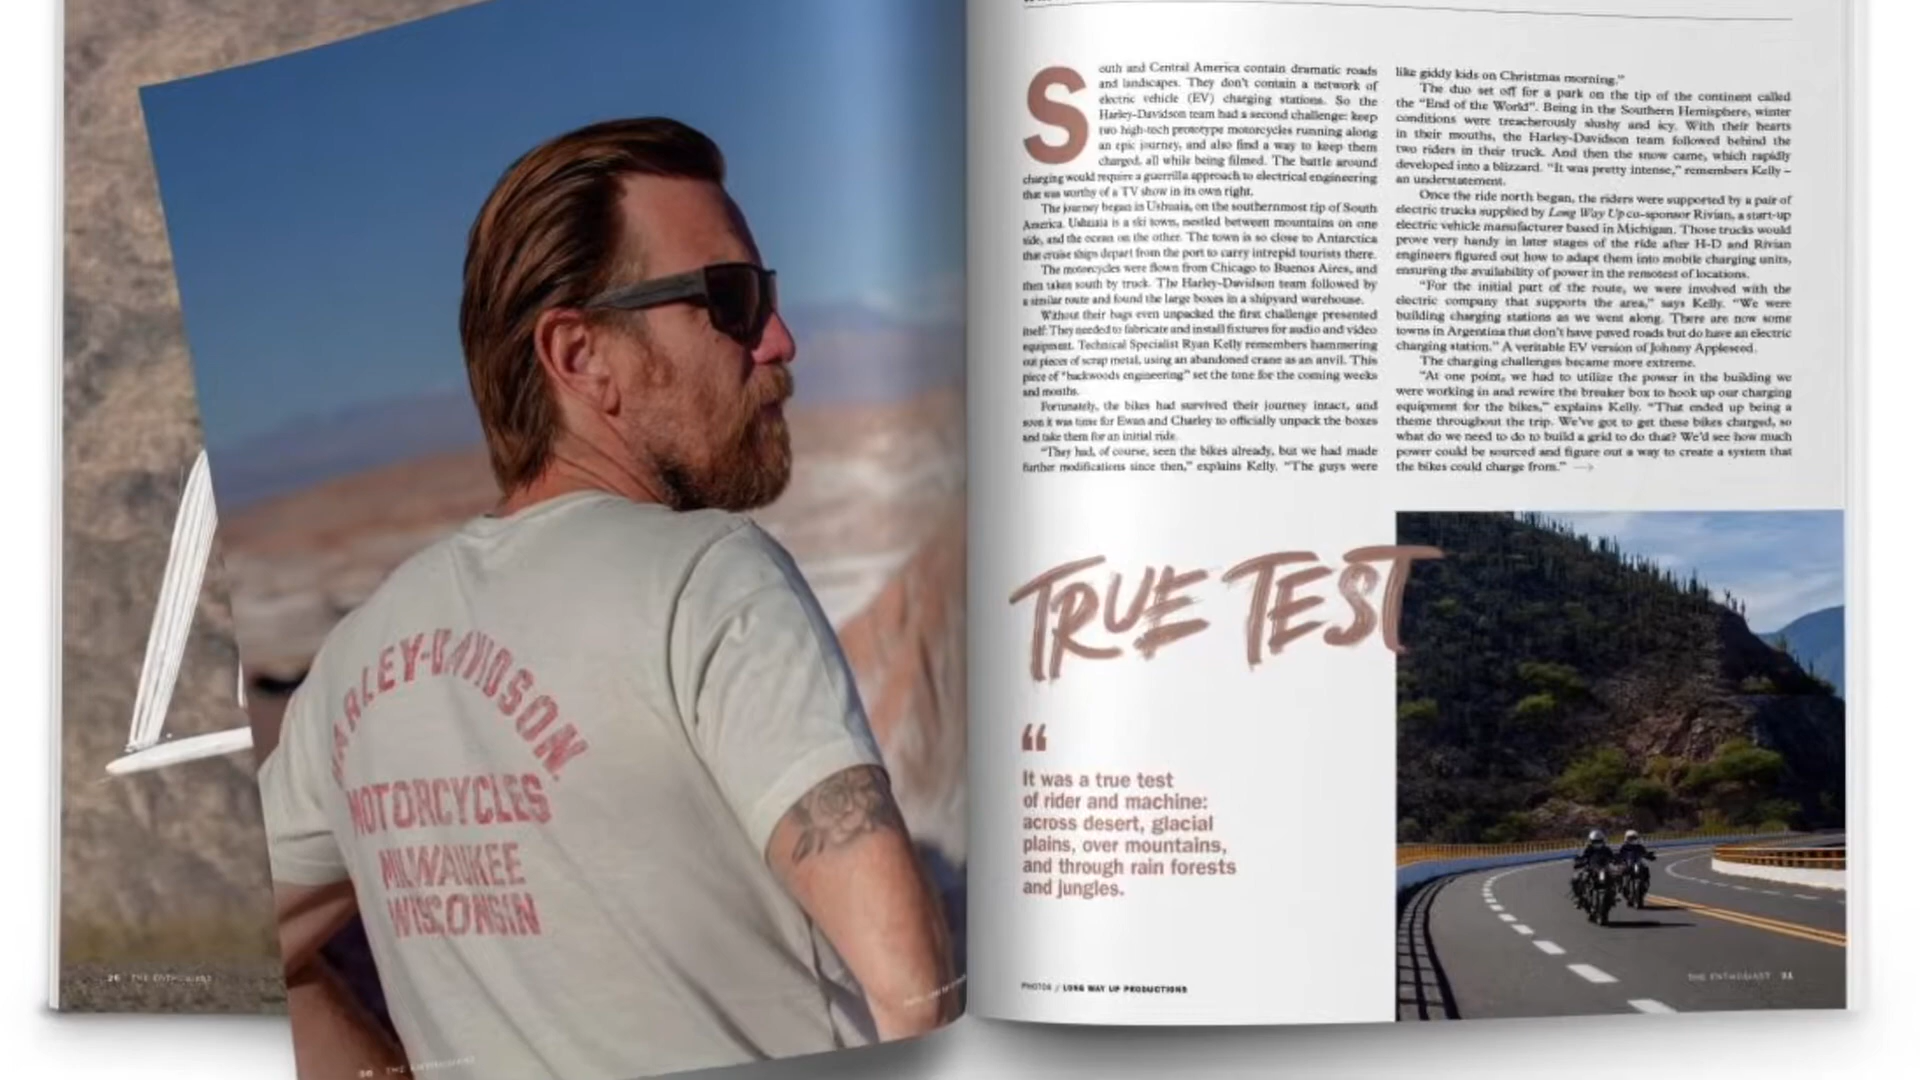 HARLEY-DAVIDSON.
MOTORCYCLES
MILWAUKEE
WISCONSIN
26 THE ENTHUSIAST
30 THE ENTHUSIAST
South and Central America contain dramatic roads
and landscapes. They don't contain a network of
electric vehicle (EV) charging stations. So the
Harley-Davidson team had a second challenge: keep
two high-tech prototype motorcycles running along
an epic journey, and also find a way to keep them
charged, all while being filmed. The battle around
charging would require a guerrilla approach to electrical engineering
that was worthy of a TV show in its own right.
The journey began in Ushuaia, on the southernmost tip of South
America. Ushuaia is a ski town, nestled between mountains on one
side, and the ocean on the other. The town is so close to Antarctica
that cruise ships depart from the port to carry intrepid tourists there.
The motorcycles were flown from Chicago to Buenos Aires, and
then taken south by truck. The Harley-Davidson team followed by
a similar route and found the large boxes in a shipyard warehouse.
Without their bags even unpacked the first challenge presented
itself: They needed to fabricate and install fixtures for audio and video
equipment. Technical Specialist Ryan Kelly remembers hammering
out pieces of scrap metal, using an abandoned crane as an anvil. This
piece of "backwoods engineering" set the tone for the coming weeks
and months.
Fortunately, the bikes had survived their journey intact, and
soon it was time for Ewan and Charley to officially unpack the boxes
and take them for an initial ride.
"They had, of course, seen the bikes already, but we had made
further modifications since then," explains Kelly. "The guys were
like giddy kids on Christmas morning."
The duo set off for a park on the tip of the continent called
the "End of the World". Being in the Southern Hemisphere, winter
conditions were treacherously slushy and icy. With their hearts
in their mouths, the Harley-Davidson team followed behind the
two riders in their truck. And then the snow came, which rapidly
developed into a blizzard. "It was pretty intense," remembers Kelly –
an understatement.
Once the ride north began, the riders were supported by a pair of
electric trucks supplied by Long Way Up co-sponsor Rivian, a start-up
electric vehicle manufacturer based in Michigan. Those trucks would
prove very handy in later stages of the ride after H-D and Rivian
engineers figured out how to adapt them into mobile charging units,
ensuring the availability of power in the remotest of locations.
"For the initial part of the route, we were involved with the
electric company that supports the area," says Kelly. "We were
building charging stations as we went along. There are now some
towns in Argentina that don't have paved roads but do have an electric
charging station." A veritable EV version of Johnny Appleseed.
The charging challenges became more extreme.
"At one point, we had to utilize the power in the building we
were working in and rewire the breaker box to hook up our charging
equipment for the bikes," explains Kelly. "That ended up being a
theme throughout the trip. We've got to get these bikes charged, so
what do we need to do to build a grid to do that? We'd see how much
power could be sourced and figure out a way to create a system that
the bikes could charge from." →
TRUE TEST
“
It was a true test
of rider and machine:
across desert, glacial
plains, over mountains,
and through rain forests
and jungles.
PHOTOS / LONG WAY UP PRODUCTIONS
THE ENTHUSIAST 31